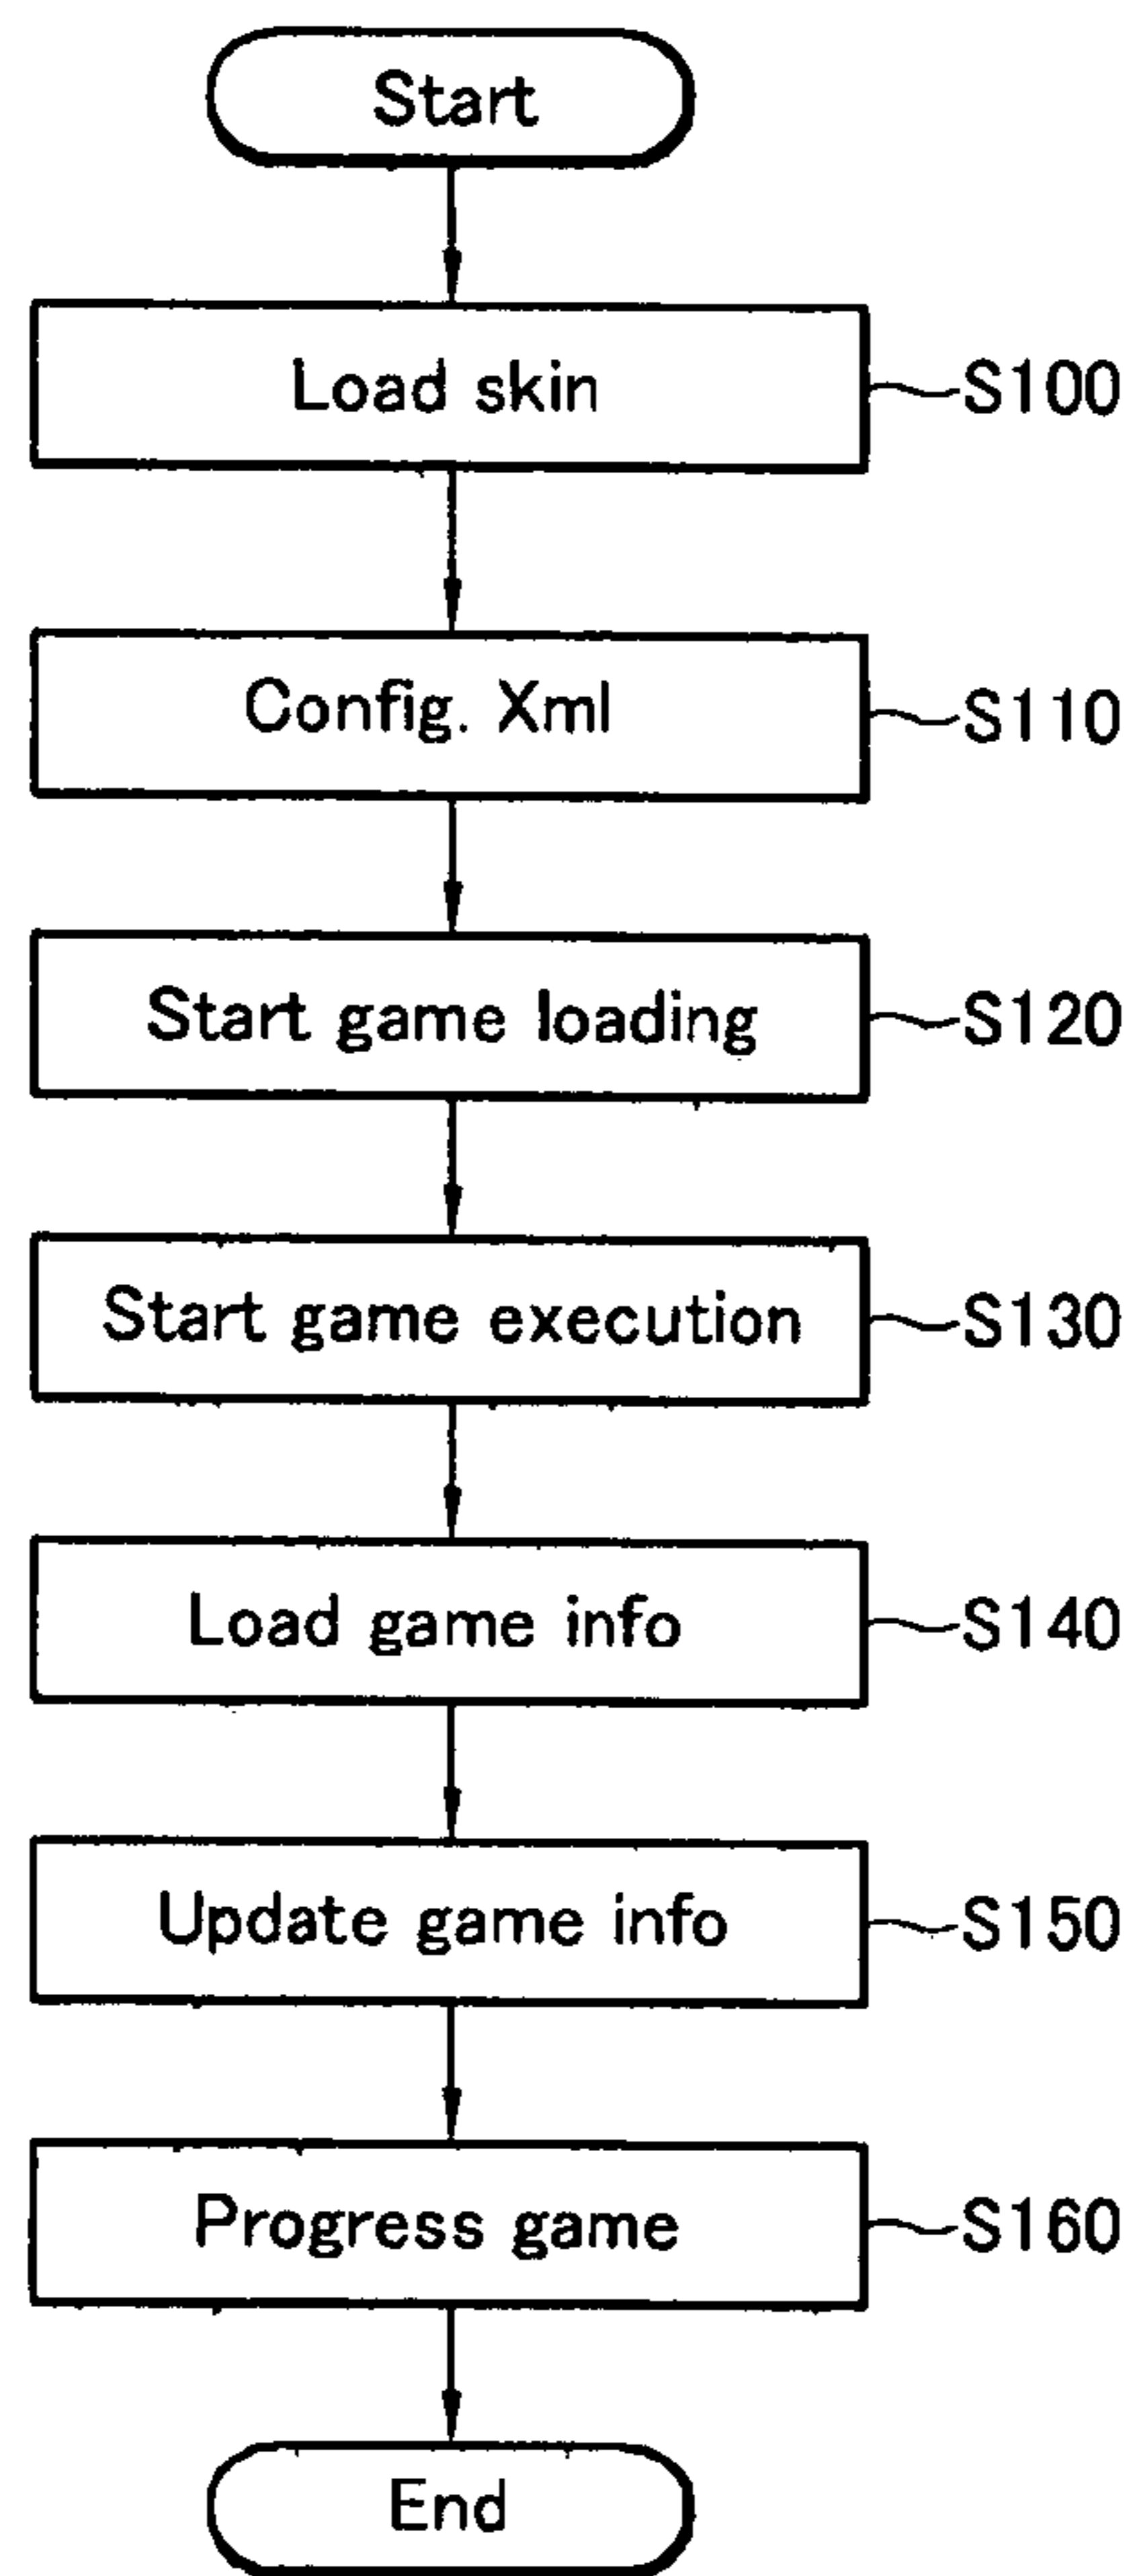 Start
Load skin
S100
Config. Xml
S110
Start game loading
S120
Start game execution
S130
Load game info
S140
Update game info
S150
Progress game
S160
End